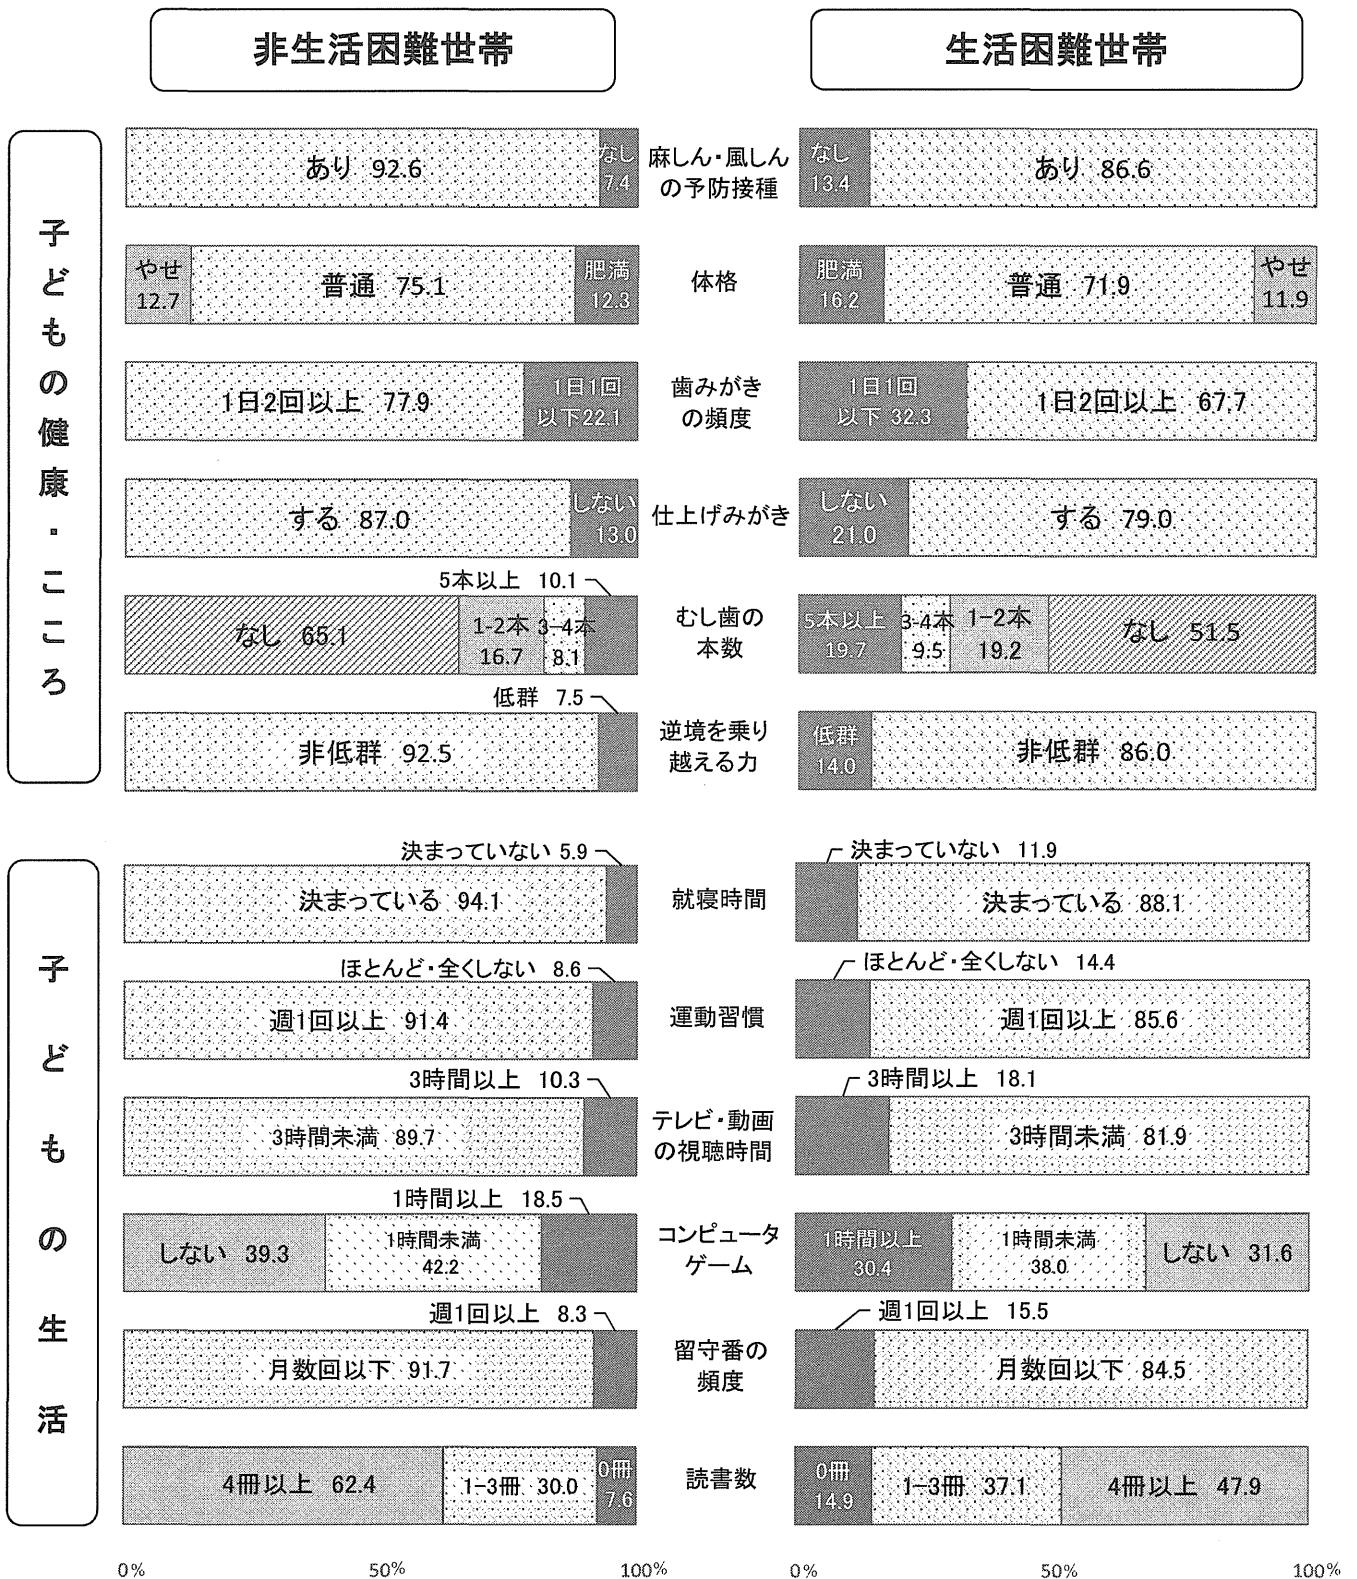 非生活困難世帯
生活困難世帯
子どもの健康・こころ
あり 92.6
なし
7.4
麻しん・風しん
の予防接種
なし
13.4
あり 86.6
やせ
12.7
普通 75.1
肥満
12.3
体格
肥満
16.2
普通 71.9
やせ
11.9
1日2回以上 77.9
1日1回
以下22.1
歯みがき
の頻度
1日1回
以下 32.3
1日2回以上 67.7
する 87.0
しない
13.0
仕上げみがき
しない
21.0
する 79.0
5本以上 10.1
なし 65.1
1-2本
16.7
3-4本
8.1
むし歯の
本数
5本以上
19.7
3-4本
9.5
1-2本
19.2
なし 51.5
低群 7.5
非低群 92.5
逆境を乗り
越える力
低群
14.0
非低群 86.0
子どもの生活
決まっていない 5.9
決まっている 94.1
就寝時間
決まっていない 11.9
決まっている 88.1
ほとんど・全くしない 8.6
週1回以上 91.4
運動習慣
ほとんど・全くしない 14.4
週1回以上 85.6
3時間以上 10.3
3時間未満 89.7
テレビ・動画
の視聴時間
3時間以上 18.1
3時間未満 81.9
1時間以上 18.5
しない 39.3
1時間未満
42.2
コンピュータ
ゲーム
1時間以上
30.4
1時間未満
38.0
しない 31.6
週1回以上 8.3
月数回以下 91.7
留守番の
頻度
週1回以上 15.5
月数回以下 84.5
4冊以上 62.4
1-3冊 30.0
0冊
7.6
読書数
0冊
14.9
1-3冊 37.1
4冊以上 47.9
0% 50% 100%
0% 50% 100%